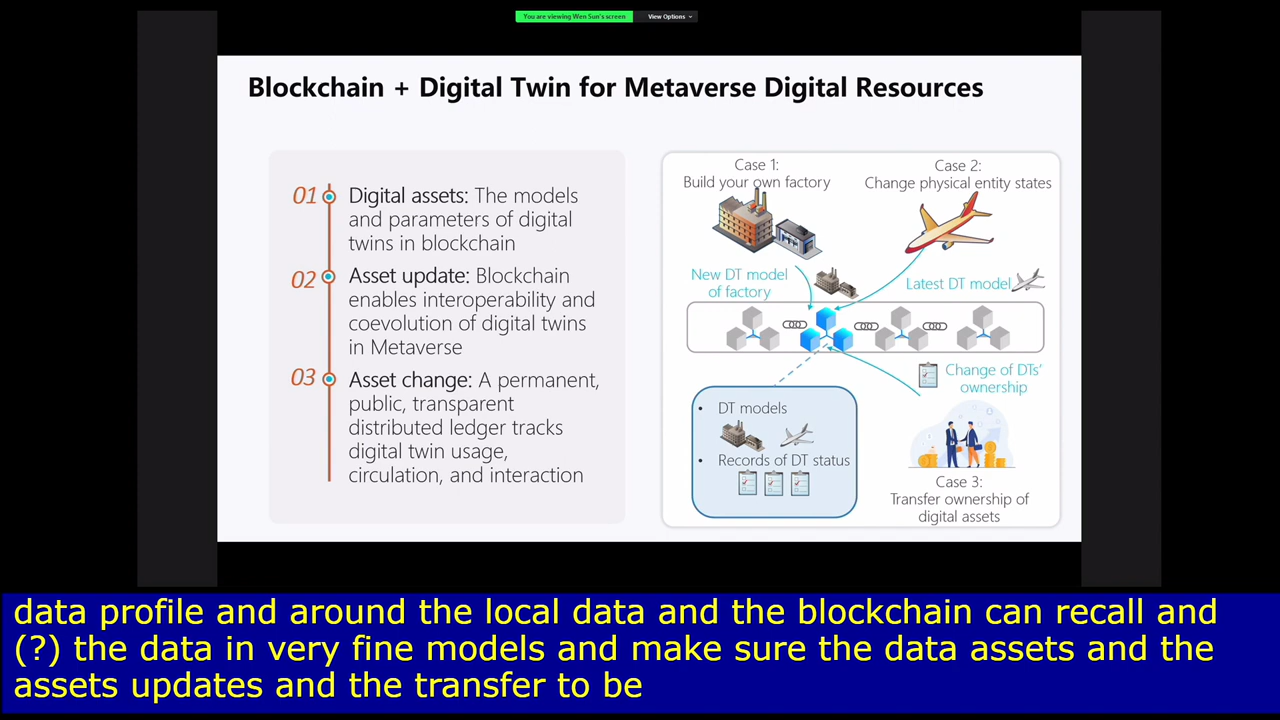 You are viewing Wen Sun's screen
View Options
Blockchain + Digital Twin for Metaverse Digital Resources
01
Digital assets: The models
and parameters of digital
twins in blockchain
02
Asset update: Blockchain
enables interoperability and
coevolution of digital twins
in Metaverse
03
Asset change: A permanent,
public, transparent
distributed ledger tracks
digital twin usage,
circulation, and interaction
Case 1:
Build your own factory
Case 2:
Change physical entity states
New DT model
of factory
Latest DT model
Change of DTs'
ownership
• DT models
• Records of DT status
Case 3:
Transfer ownership of
digital assets
data profile and around the local data and the blockchain can recall and
(?) the data in very fine models and make sure the data assets and the
assets updates and the transfer to be